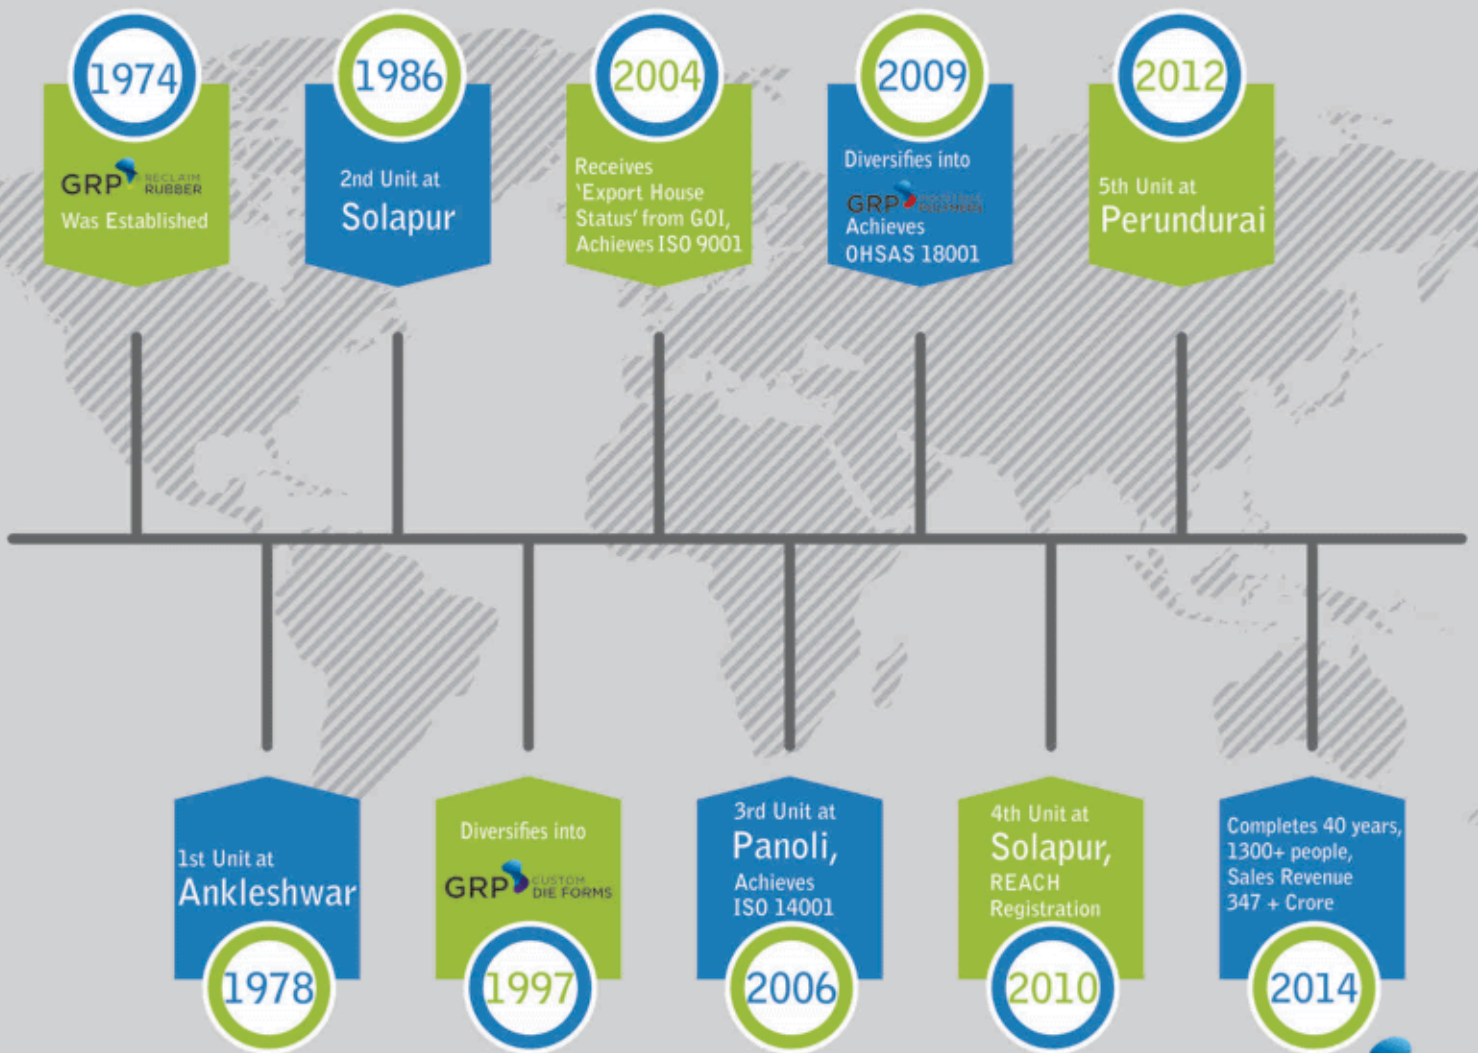 1974
GRP RECLAIM
RUBBER
Was Established
1986
2nd Unit at
Solapur
2004
Receives
'Export House
Status' from GOI,
Achieves ISO 9001
2009
Diversifies into
GRP
Achieves
OHSAS 18001
2012
5th Unit at
Perundurai
1st Unit at
Ankleshwar
1978
Diversifies into
GRP CUSTOM
DIE FORMS
1997
3rd Unit at
Panoli,
Achieves
ISO 14001
2006
4th Unit at
Solapur,
REACH
Registration
2010
Completes 40 years,
1300+ people,
Sales Revenue
347 + Crore
2014